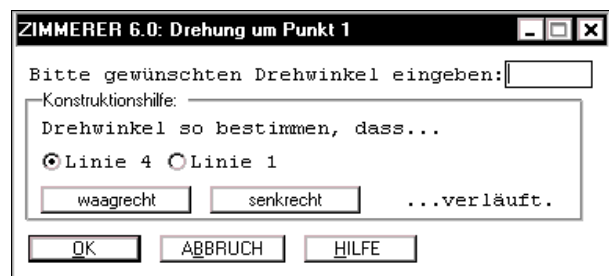 ZIMMERER 6.0: Drehung um Punkt 1
Bitte gewünschten Drehwinkel eingeben:
Konstruktionshilfe:
Drehwinkel so bestimmen, dass...
Linie 4 Linie 1
waagrecht senkrecht ...verläuft.
OK ABBRUCH HILFE